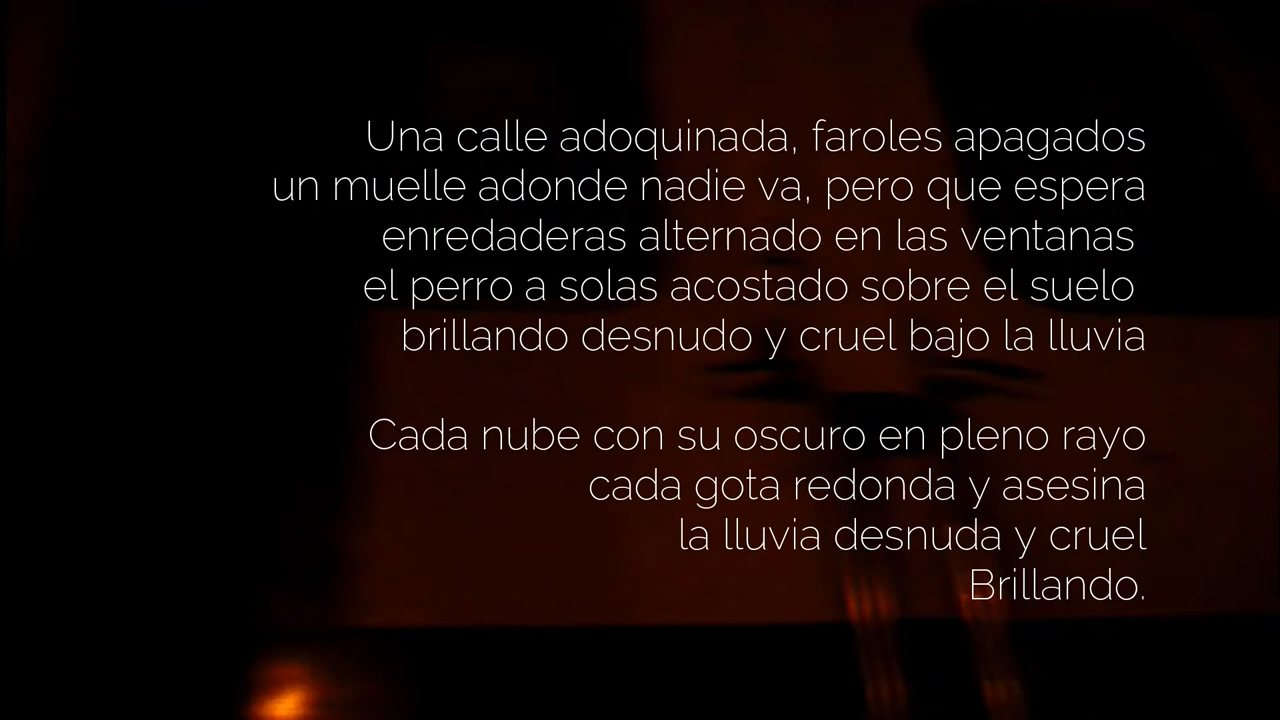 Una calle adoquinada, faroles apagados
un muelle adonde nadie va, pero que espera
enredaderas alternado en las ventanas
el perro a solas acostado sobre el suelo
brillando desnudo y cruel bajo la lluvia
Cada nube con su oscuro en pleno rayo
cada gota redonda y asesina
la lluvia desnuda y cruel
Brillando.